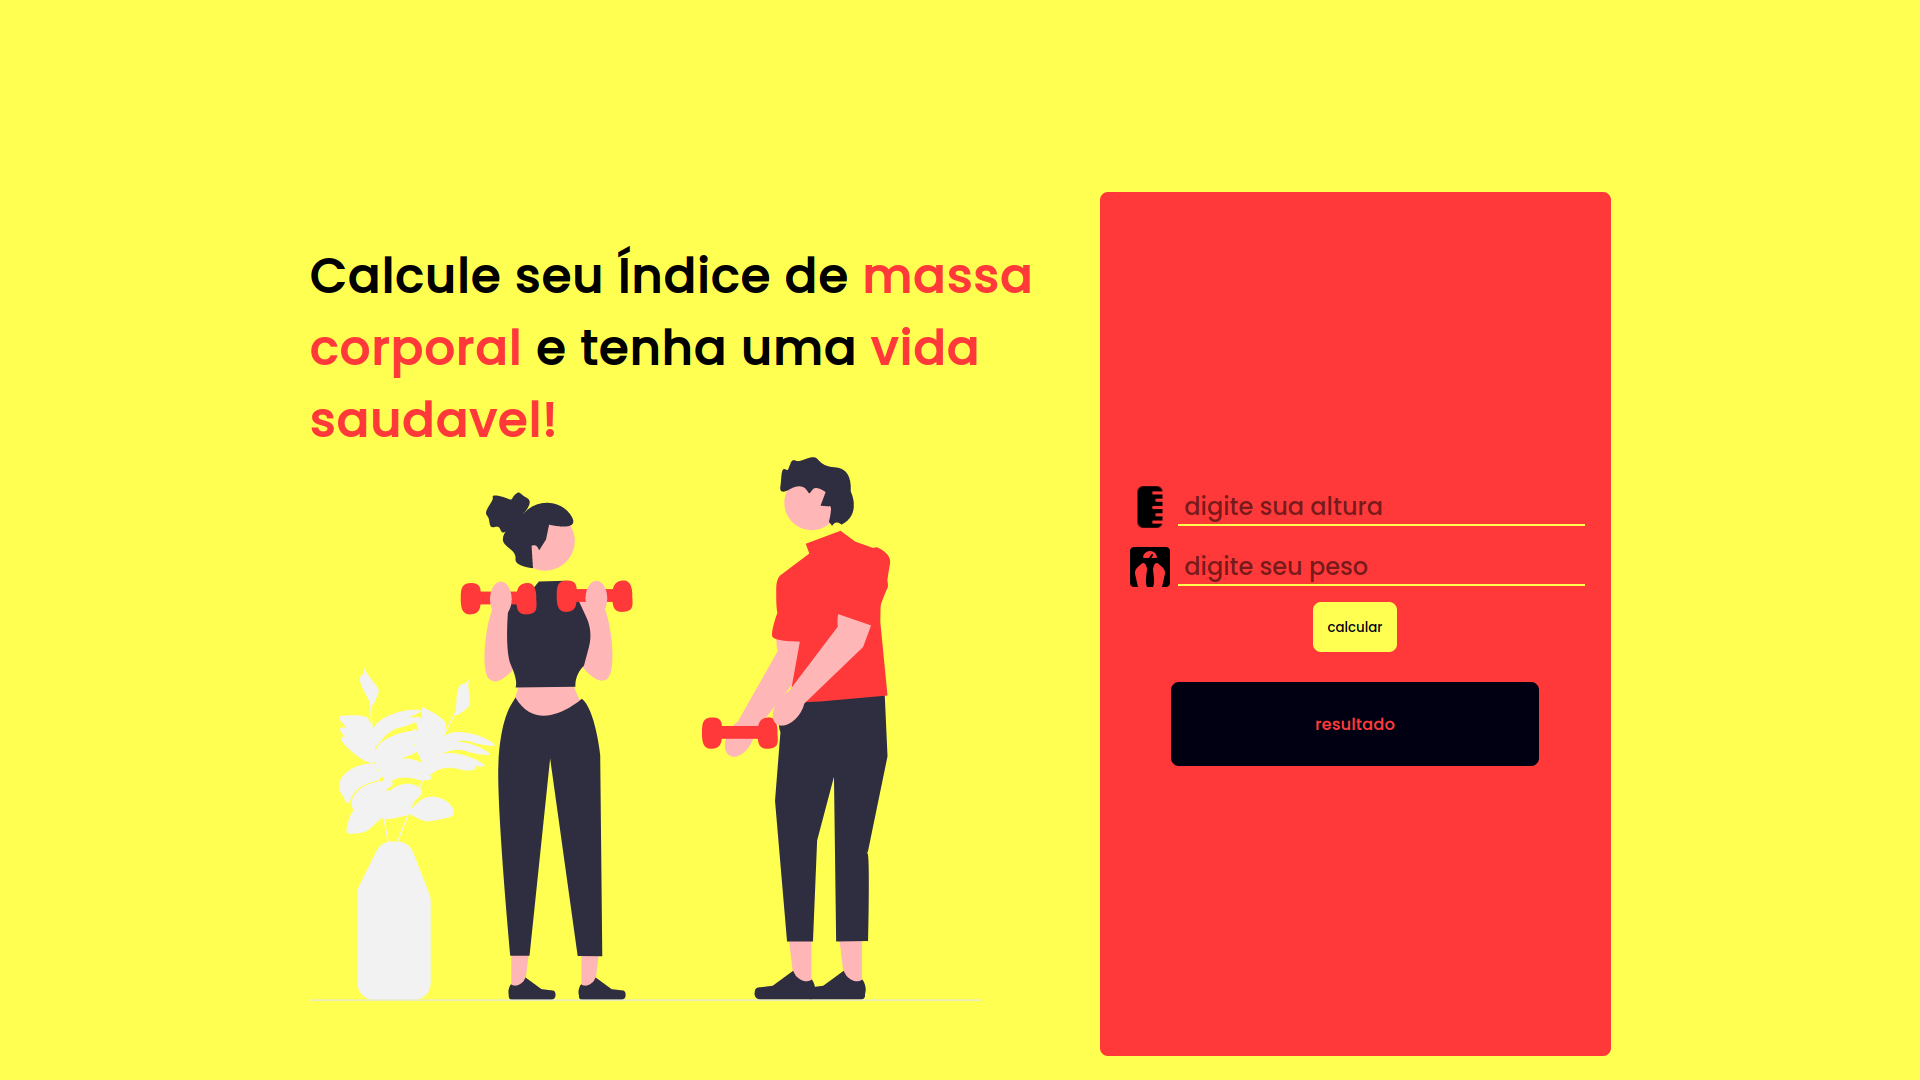 Calcule seu Índice de massa
corporal e tenha uma vida
saudavel!
digite sua altura
digite seu peso
calcular
resultado